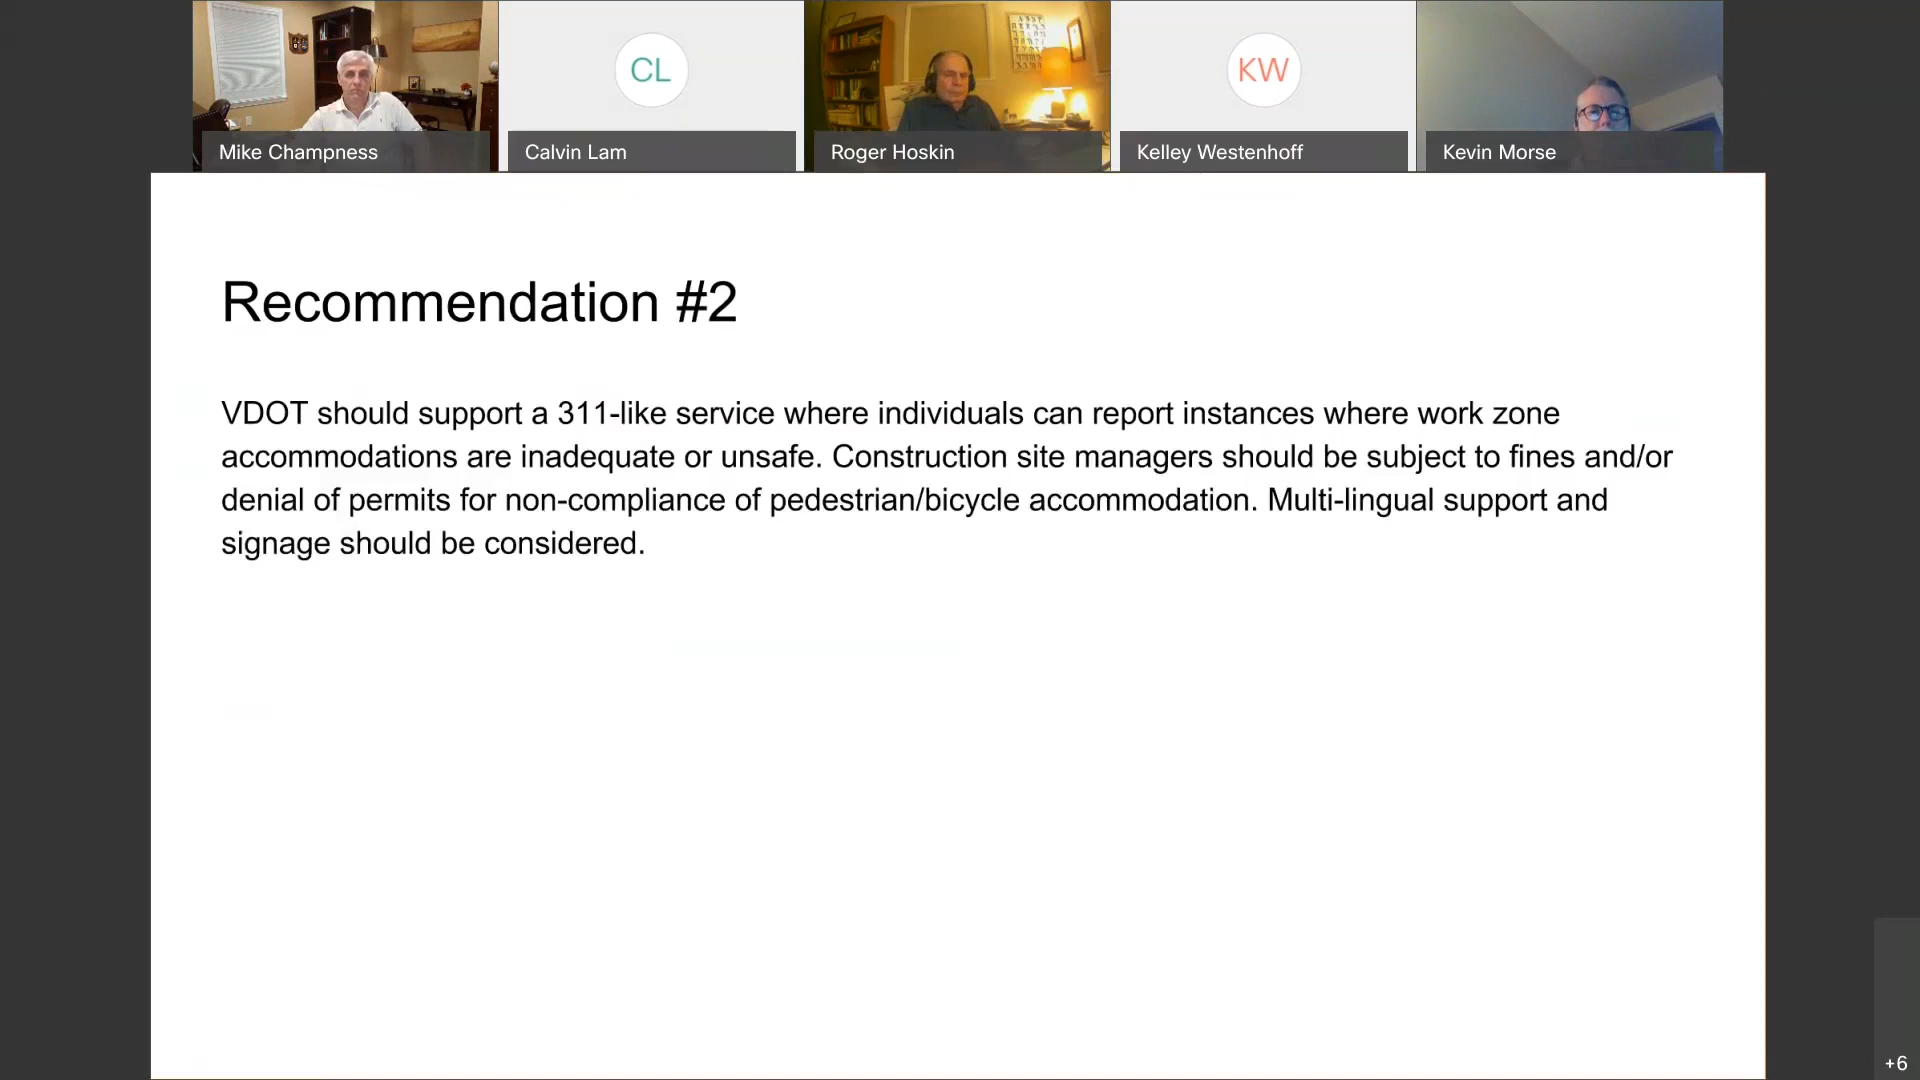 CL
KW
Mike Champness
Calvin Lam
Roger Hoskin
Kelley Westenhoff
Kevin Morse
Recommendation #2
VDOT should support a 311-like service where individuals can report instances where work zone
accommodations are inadequate or unsafe. Construction site managers should be subject to fines and/or
denial of permits for non-compliance of pedestrian/bicycle accommodation. Multi-lingual support and
signage should be considered.
+6